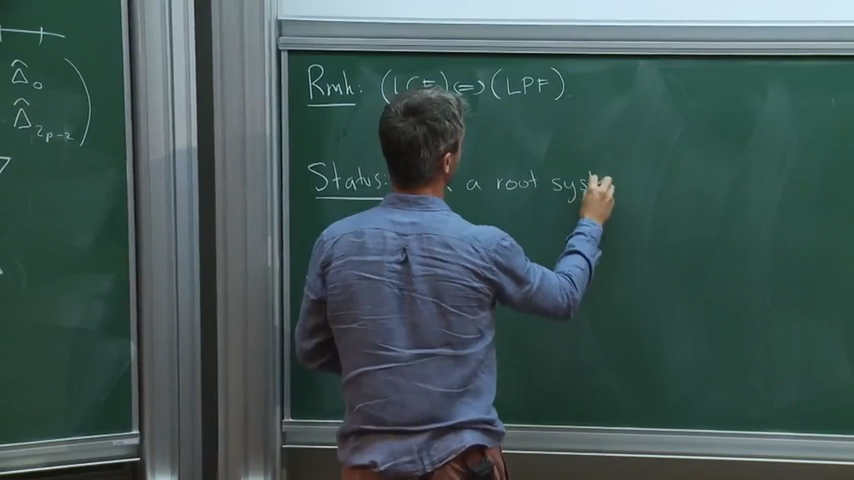 Δ̂₀
Δ̂₂ₚ₋₂
Rmk: (LCF) <=> (LPF).
Status: a root sys